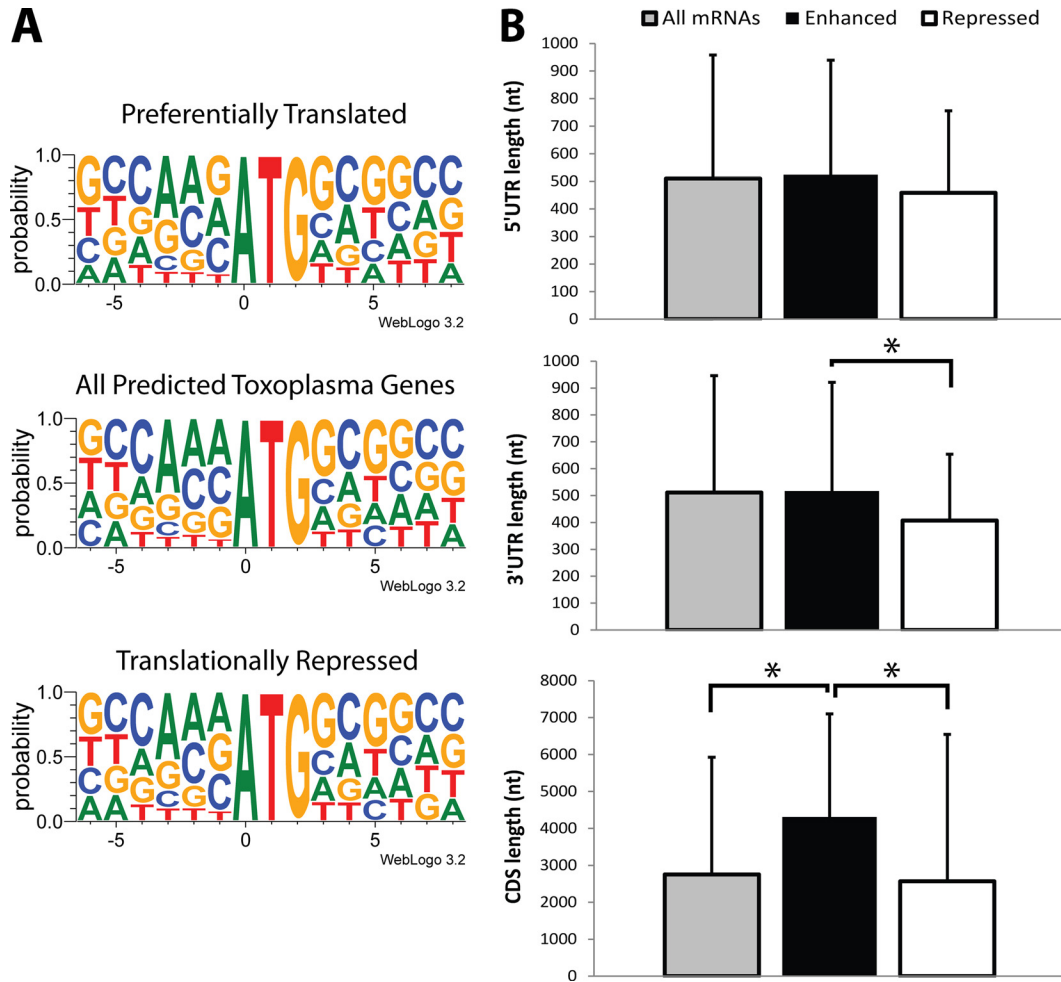 A
Preferentially Translated
probability
1.0
0.5
0.0
-5 0 5
WebLogo 3.2
All Predicted Toxoplasma Genes
probability
1.0
0.5
0.0
-5 0 5
WebLogo 3.2
Translationally Repressed
probability
1.0
0.5
0.0
-5 0 5
WebLogo 3.2
B
All mRNAs Enhanced Repressed
5'UTR length (nt)
1000
900
800
700
600
500
400
300
200
100
0
3'UTR length (nt)
1000
900
800
700
600
500
400
300
200
100
0
*
CDS length (nt)
8000
7000
6000
5000
4000
3000
2000
1000
0
* *